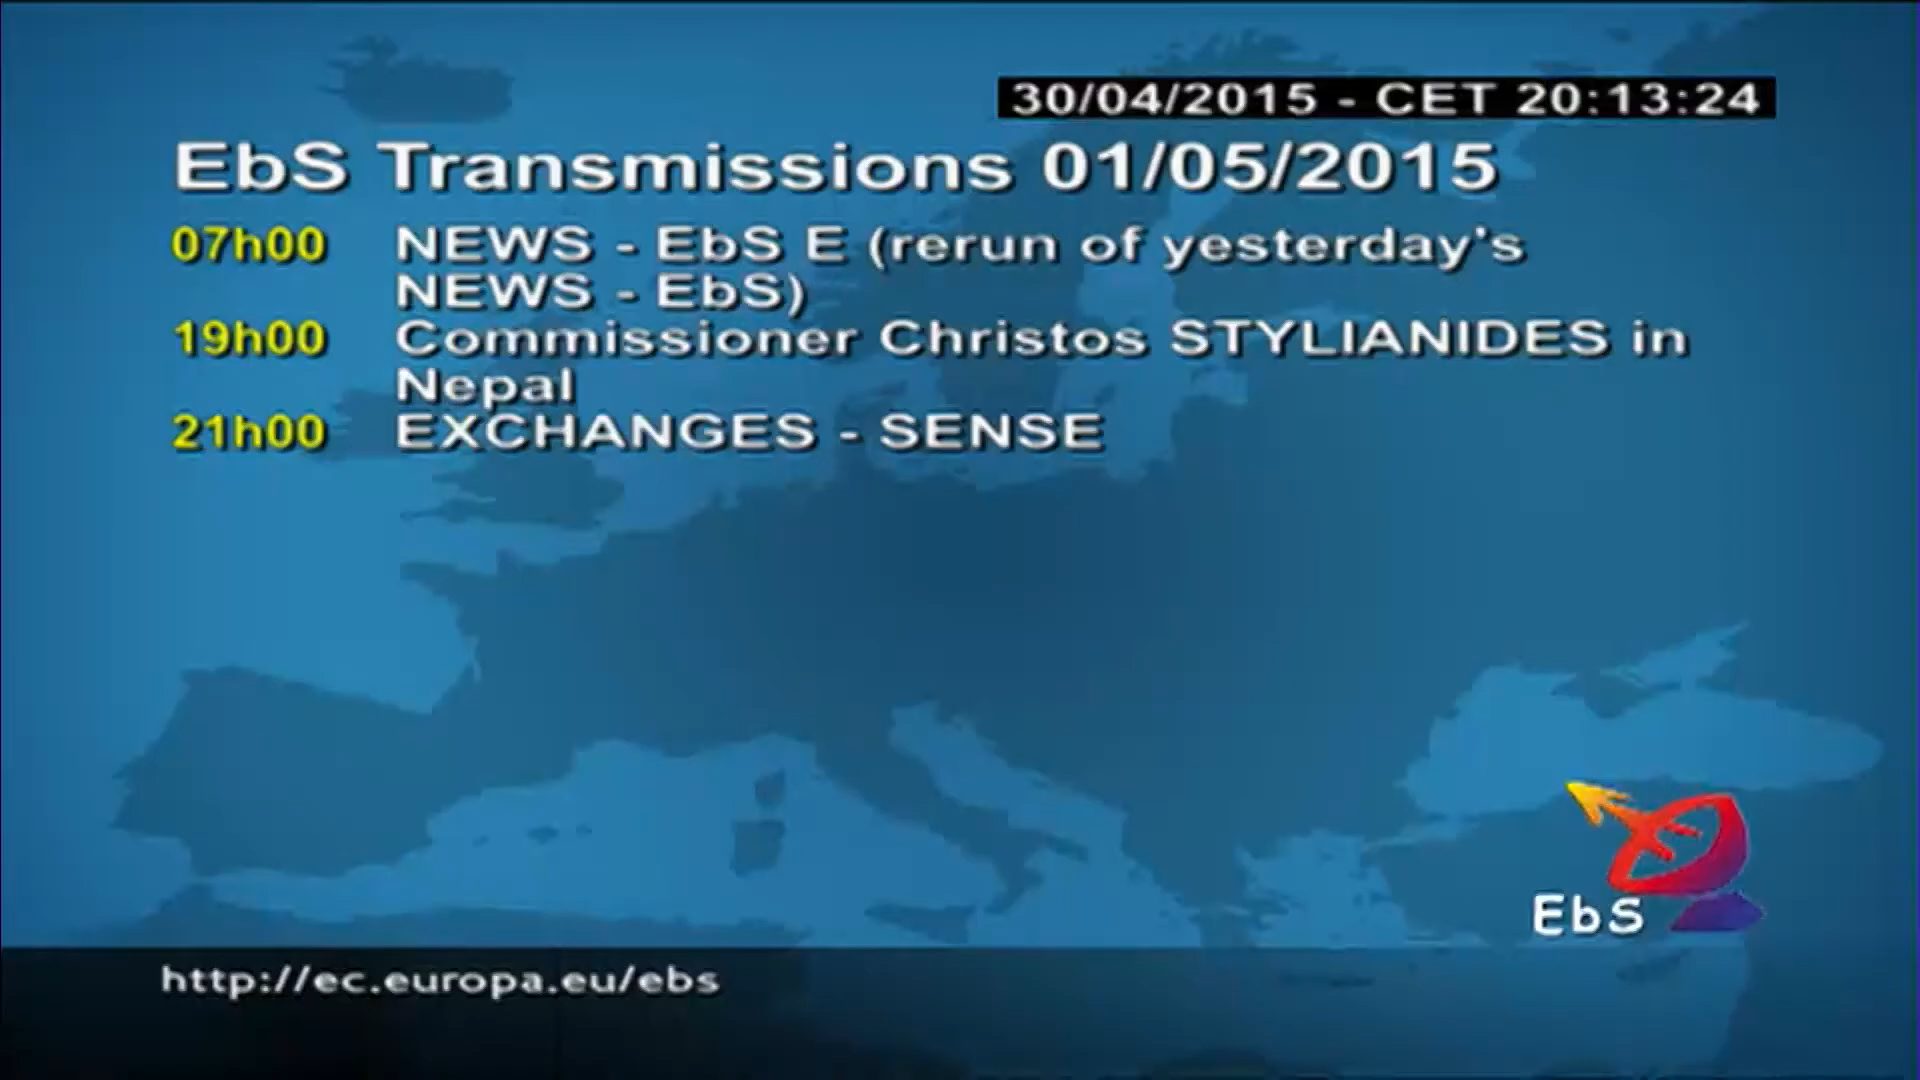 30/04/2015 - CET 20:13:24
EbS Transmissions 01/05/2015
07h00 NEWS - EbS E (rerun of yesterday's
NEWS - EbS)
19h00 Commissioner Christos STYLIANIDES in
Nepal
21h00 EXCHANGES - SENSE
EbS
http://ec.europa.eu/ebs